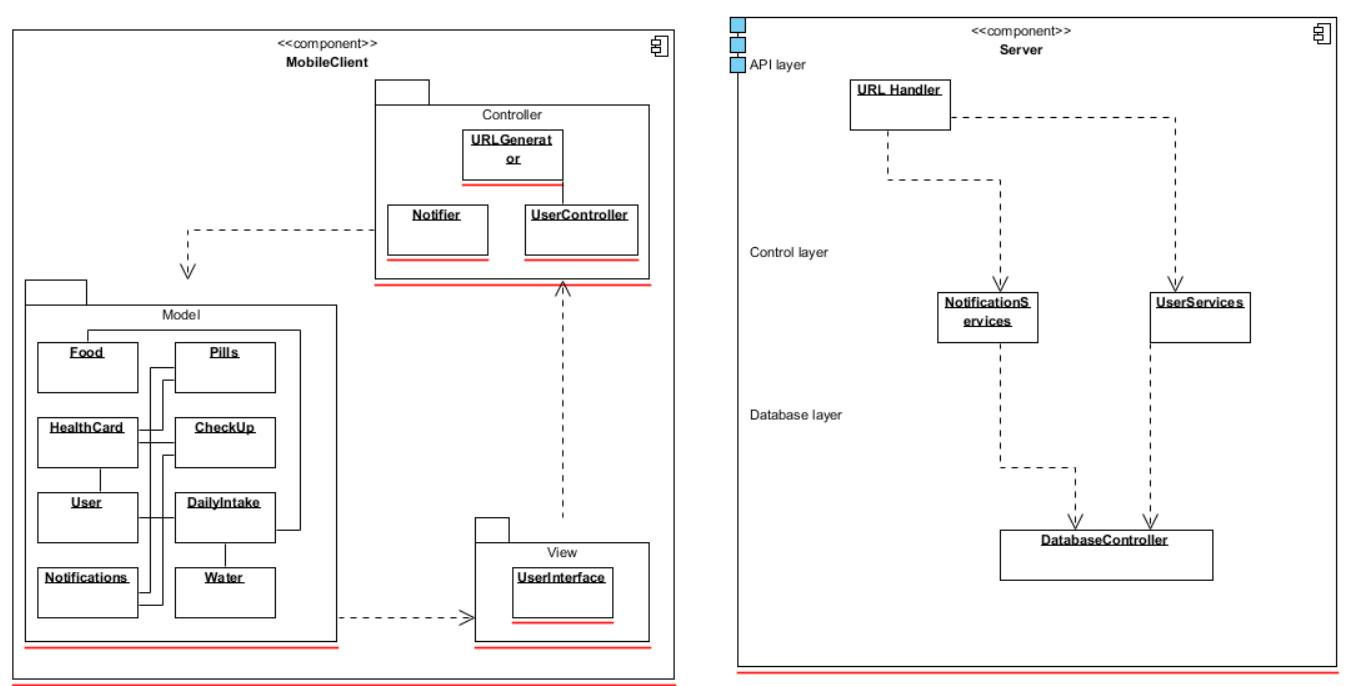 <<component>>
MobileClient
Controller
URLGenerat
or
Notifier
UserController
Model
Food
Pills
HealthCard
CheckUp
User
DailyIntake
Notifications
Water
View
UserInterface
<<component>>
Server
API layer
URL Handler
Control layer
NotificationS
ervices
UserServices
Database layer
DatabaseController